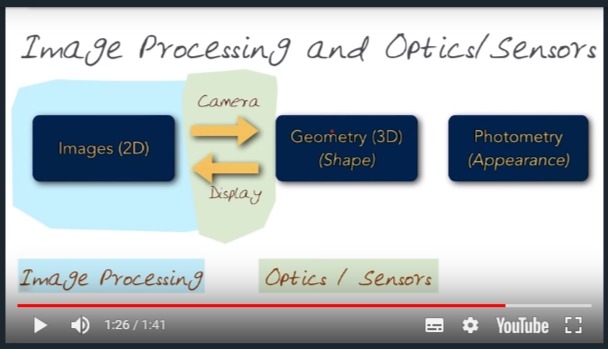 Image Processing and Optics/Sensors
Camera
Images (2D)
Geometry (3D)
(Shape)
Photometry
(Appearance)
Display
Image Processing
Optics / Sensors
1:26 / 1:41
YouTube